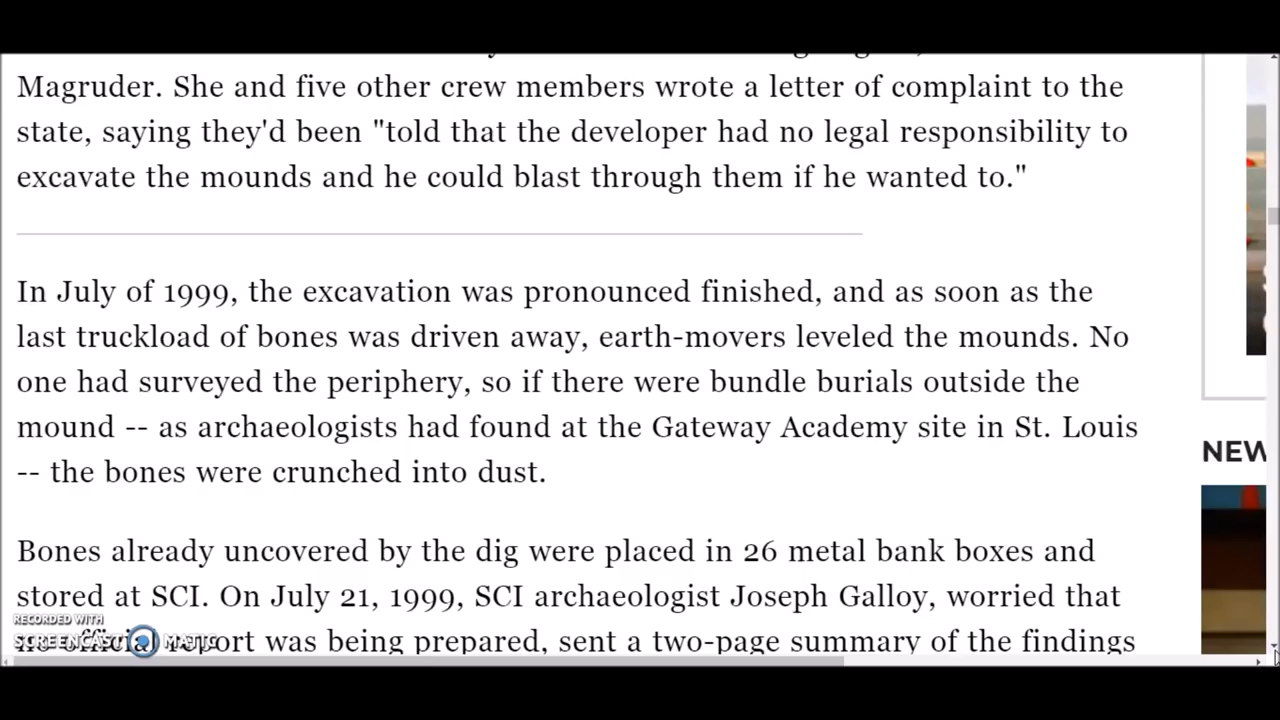 Magruder. She and five other crew members wrote a letter of complaint to the
state, saying they'd been "told that the developer had no legal responsibility to
excavate the mounds and he could blast through them if he wanted to."
In July of 1999, the excavation was pronounced finished, and as soon as the
last truckload of bones was driven away, earth-movers leveled the mounds. No
one had surveyed the periphery, so if there were bundle burials outside the
mound -- as archaeologists had found at the Gateway Academy site in St. Louis
-- the bones were crunched into dust.
Bones already uncovered by the dig were placed in 26 metal bank boxes and
stored at SCI. On July 21, 1999, SCI archaeologist Joseph Galloy, worried that
no official report was being prepared, sent a two-page summary of the findings
NEW
RECORDED WITH
SCREENCAST MATIC